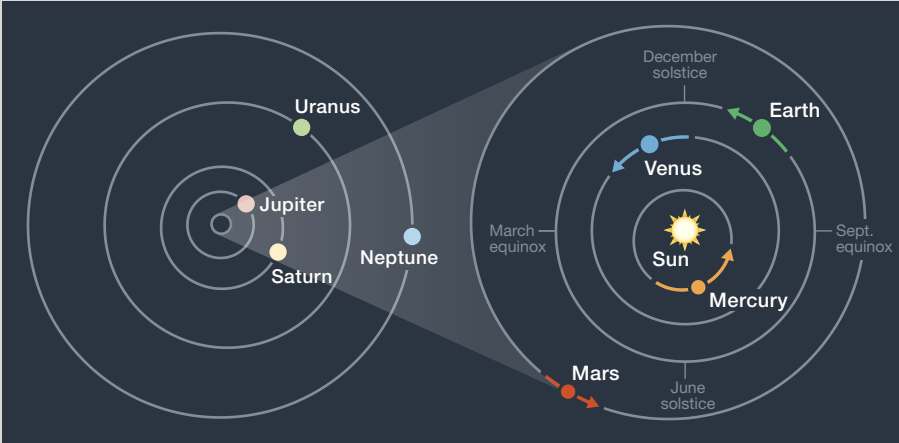 Uranus
Jupiter
Saturn
Neptune
December
solstice
Earth
Venus
March
equinox
Sun
Sept.
equinox
Mercury
Mars
June
solstice